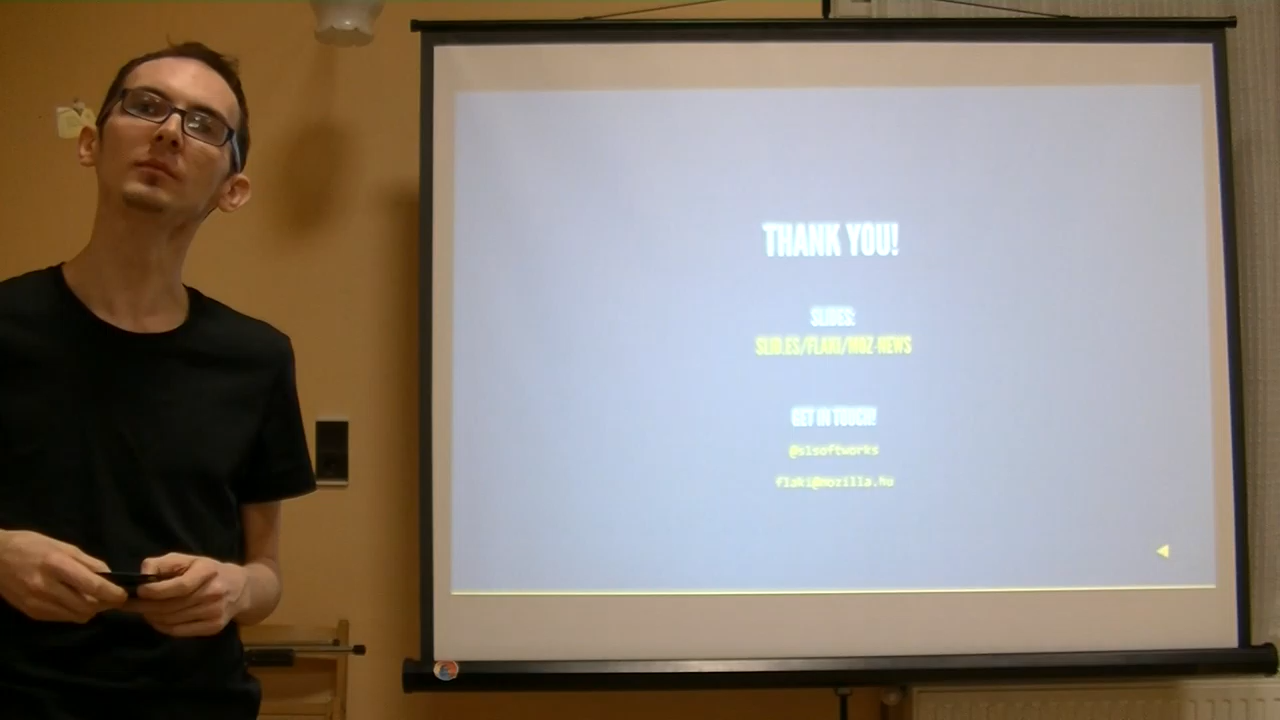 THANK YOU!
SLIDES:
SLID.ES/FLAKI/MOZ-NEWS
GET IN TOUCH!
@slsoftworks
flaki@mozilla.hu